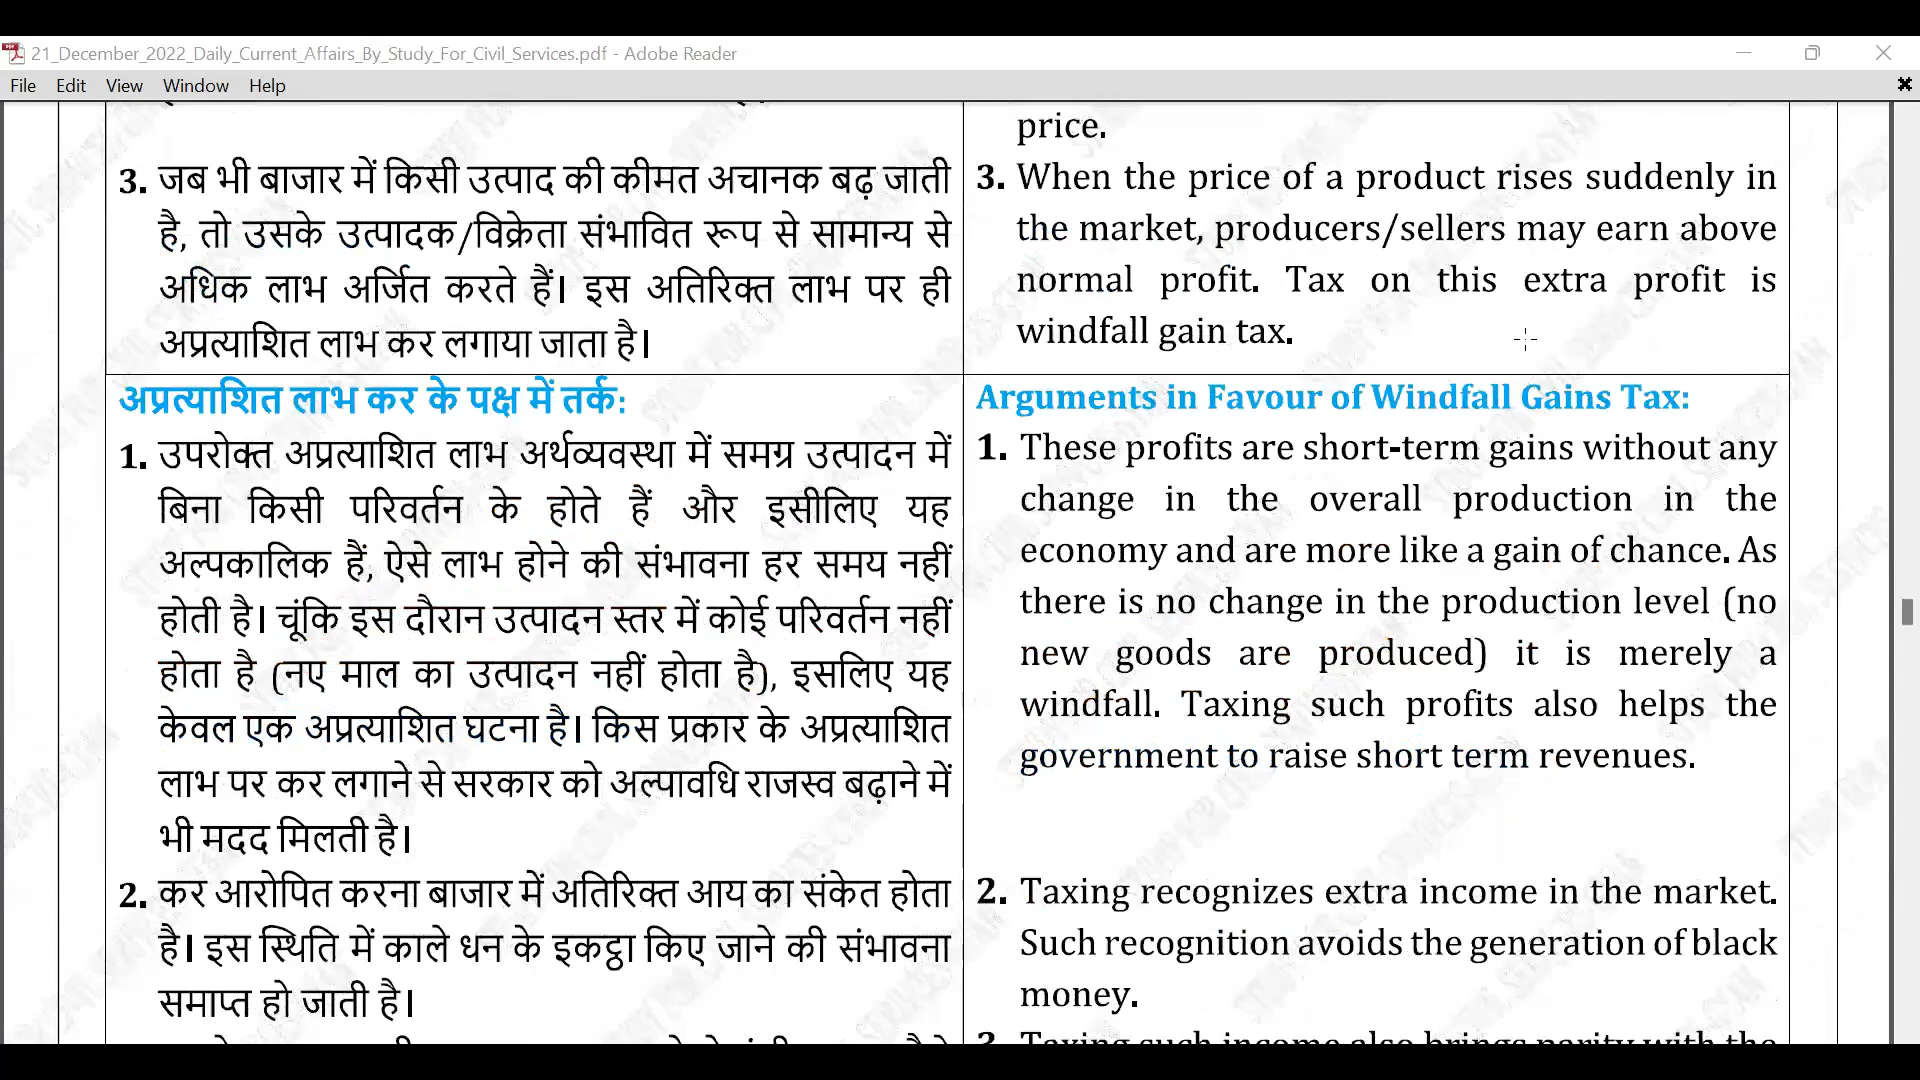 21_December_2022_Daily_Current_Affairs_By_Study_For_Civil_Services.pdf - Adobe Reader
File Edit View Window Help
3. जब भी बाजार में किसी उत्पाद की कीमत अचानक बढ़ जाती
है, तो उसके उत्पादक/विक्रेता संभावित रूप से सामान्य से
अधिक लाभ अर्जित करते हैं। इस अतिरिक्त लाभ पर ही
अप्रत्याशित लाभ कर लगाया जाता है।
price.
3. When the price of a product rises suddenly in
the market, producers/sellers may earn above
normal profit. Tax on this extra profit is
windfall gain tax.
अप्रत्याशित लाभ कर के पक्ष में तर्क:
1. उपरोक्त अप्रत्याशित लाभ अर्थव्यवस्था में समग्र उत्पादन में
बिना किसी परिवर्तन के होते हैं और इसीलिए यह
अल्पकालिक हैं, ऐसे लाभ होने की संभावना हर समय नहीं
होती है। चूंकि इस दौरान उत्पादन स्तर में कोई परिवर्तन नहीं
होता है (नए माल का उत्पादन नहीं होता है), इसलिए यह
केवल एक अप्रत्याशित घटना है। किस प्रकार के अप्रत्याशित
लाभ पर कर लगाने से सरकार को अल्पावधि राजस्व बढ़ाने में
भी मदद मिलती है।
2. कर आरोपित करना बाजार में अतिरिक्त आय का संकेत होता
है। इस स्थिति में काले धन के इकट्ठा किए जाने की संभावना
समाप्त हो जाती है।
Arguments in Favour of Windfall Gains Tax:
1. These profits are short-term gains without any
change in the overall production in the
economy and are more like a gain of chance. As
there is no change in the production level (no
new goods are produced) it is merely a
windfall. Taxing such profits also helps the
government to raise short term revenues.
2. Taxing recognizes extra income in the market.
Such recognition avoids the generation of black
money.
3. Taxing such income also brings parity with the